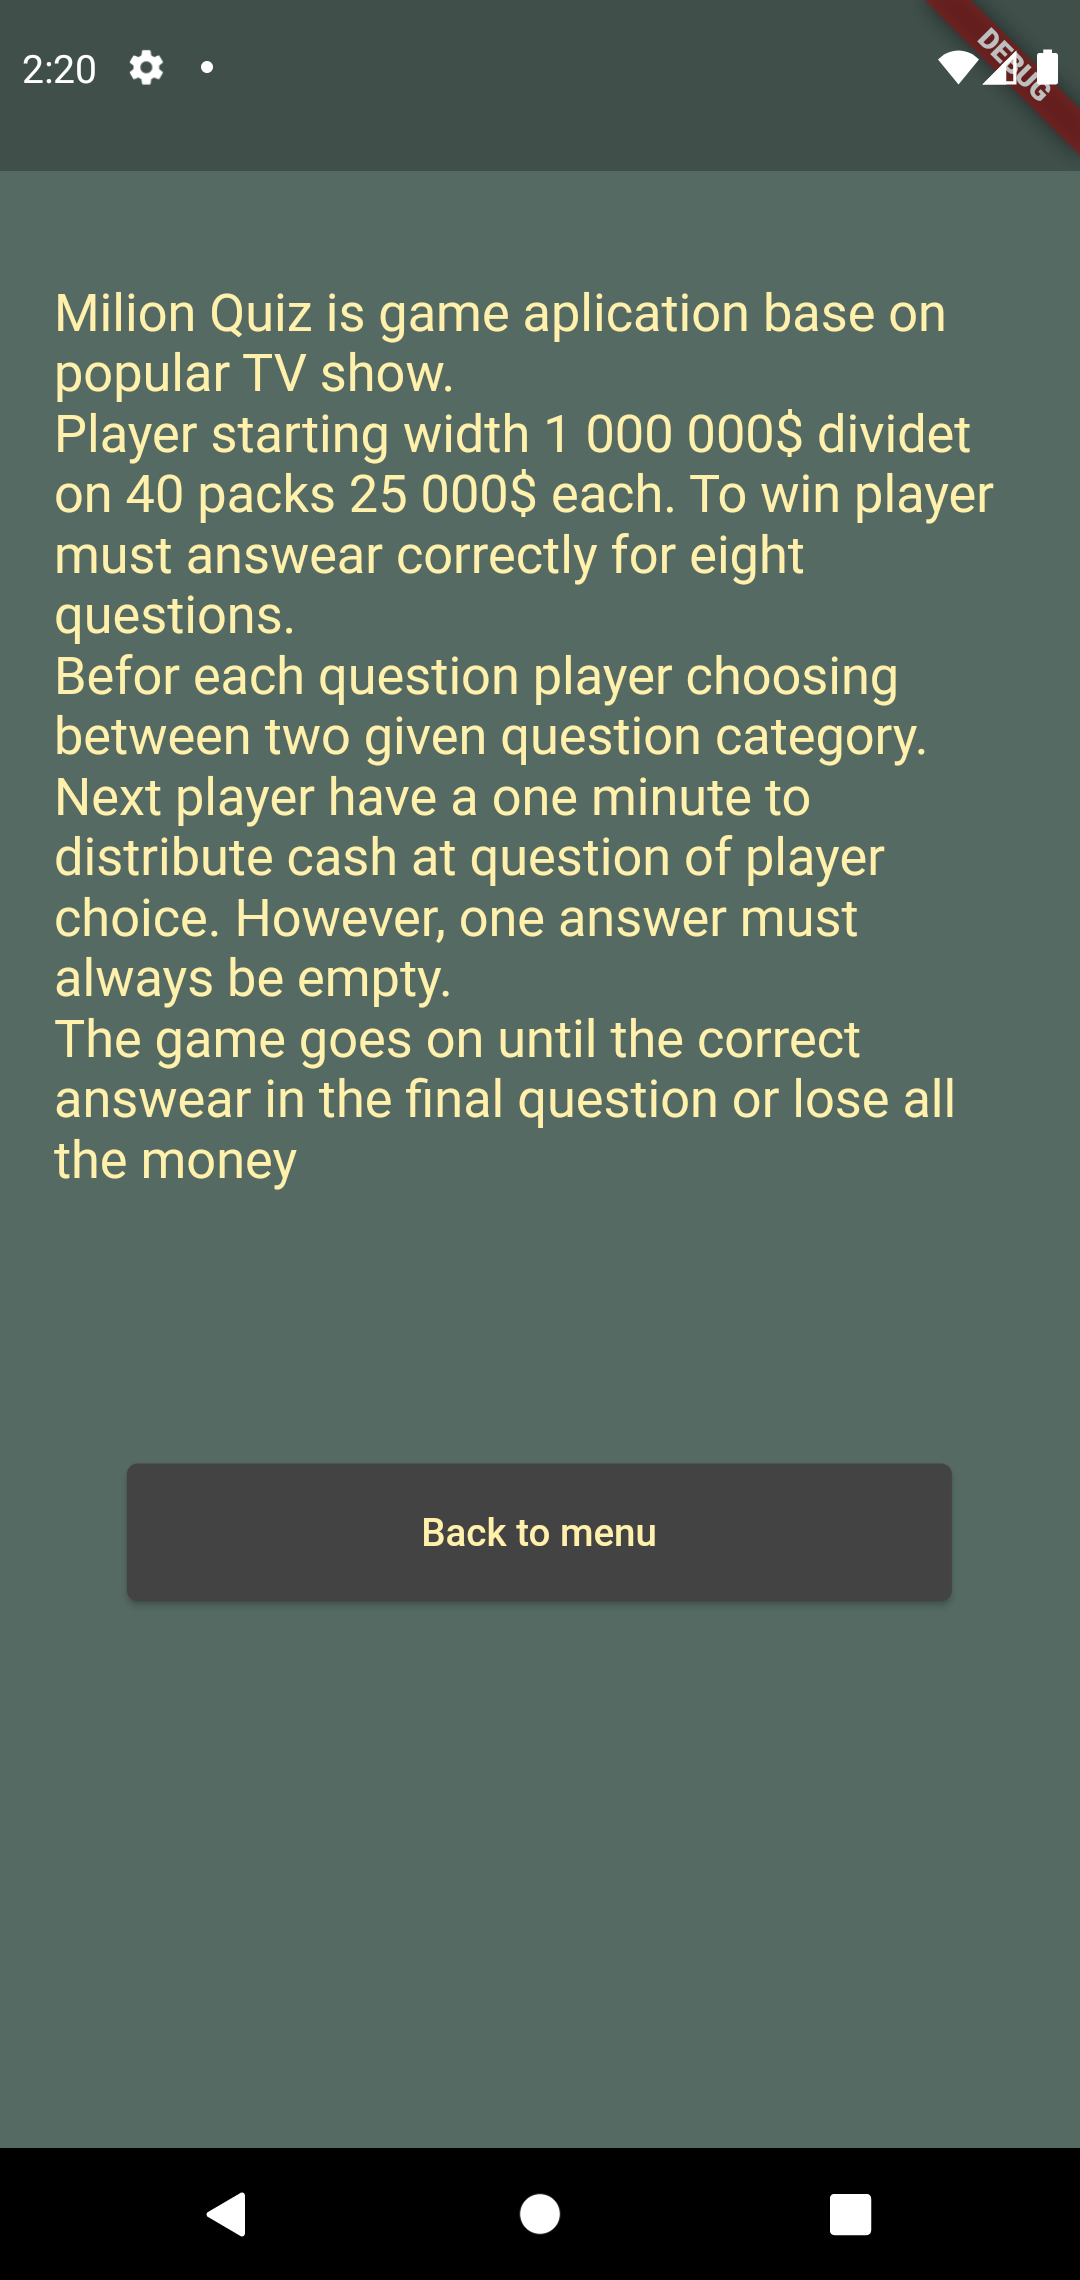 2:20
DEBUG
Milion Quiz is game aplication base on
popular TV show.
Player starting width 1 000 000$ dividet
on 40 packs 25 000$ each. To win player
must answear correctly for eight
questions.
Befor each question player choosing
between two given question category.
Next player have a one minute to
distribute cash at question of player
choice. However, one answer must
always be empty.
The game goes on until the correct
answear in the final question or lose all
the money
Back to menu